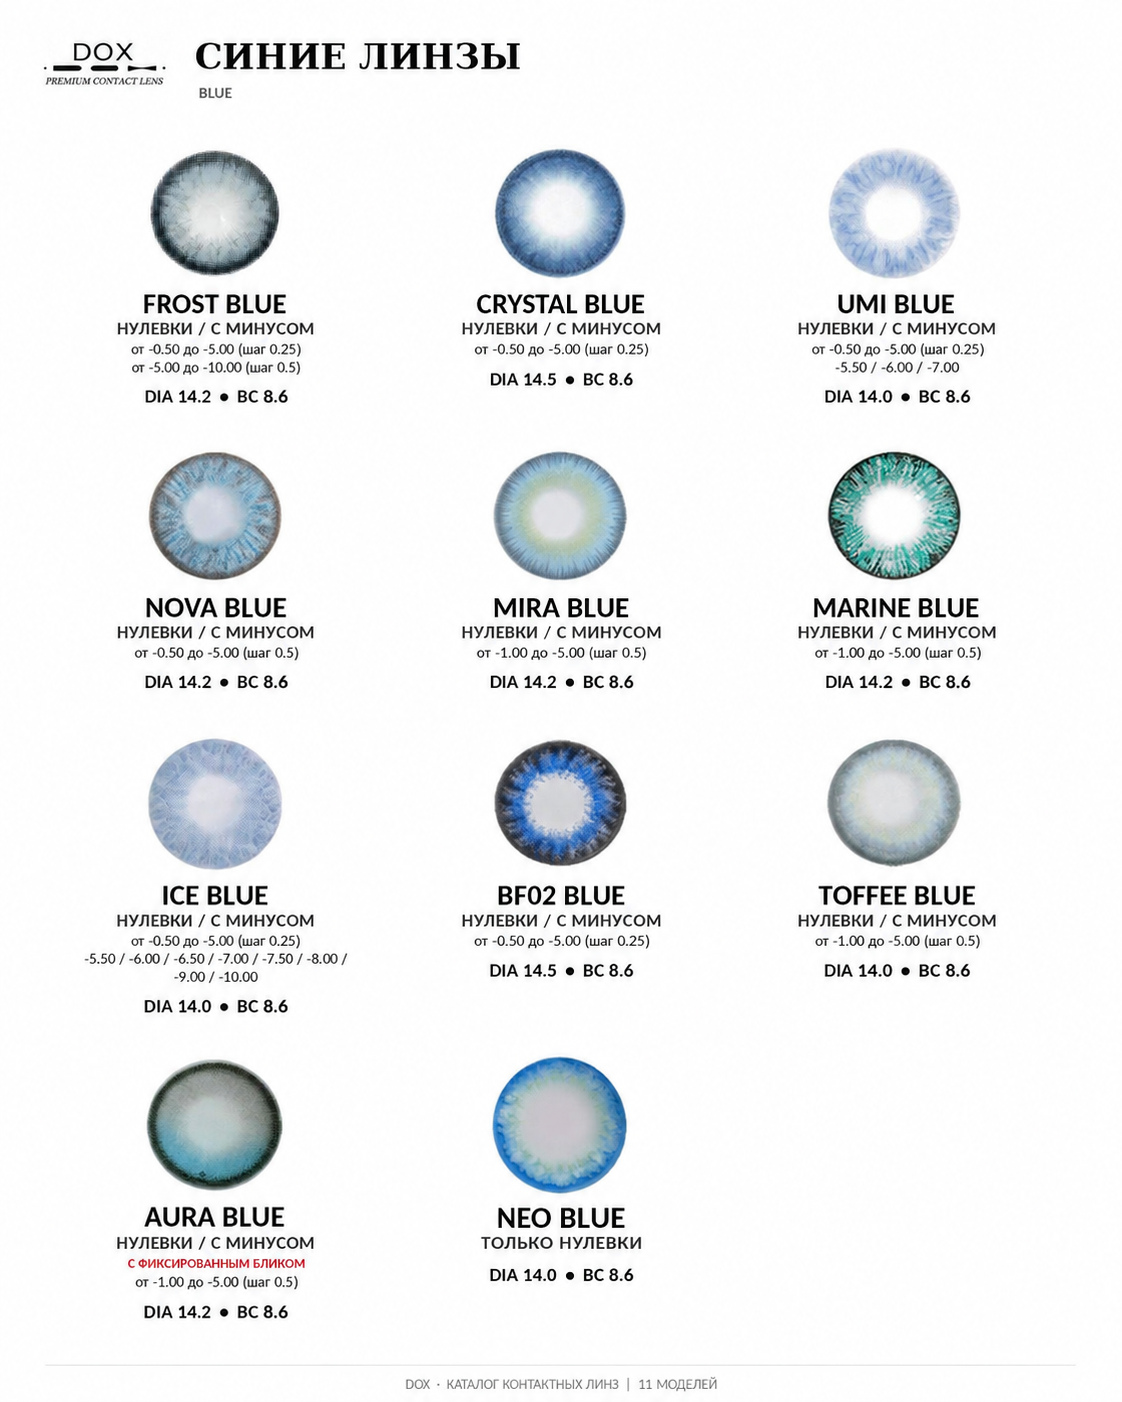 DOX
PREMIUM CONTACT LENS
СИНИЕ ЛИНЗЫ
BLUE
FROST BLUE
НУЛЕВКИ / С МИНУСОМ
от -0.50 до -5.00 (шаг 0.25)
от -5.00 до -10.00 (шаг 0.5)
DIA 14.2 ● BC 8.6
CRYSTAL BLUE
НУЛЕВКИ / С МИНУСОМ
от -0.50 до -5.00 (шаг 0.25)
DIA 14.5 ● BC 8.6
UMI BLUE
НУЛЕВКИ / С МИНУСОМ
от -0.50 до -5.00 (шаг 0.25)
-5.50 / -6.00 / -7.00
DIA 14.0 ● BC 8.6
NOVA BLUE
НУЛЕВКИ / С МИНУСОМ
от -0.50 до -5.00 (шаг 0.5)
DIA 14.2 ● BC 8.6
MIRA BLUE
НУЛЕВКИ / С МИНУСОМ
от -1.00 до -5.00 (шаг 0.5)
DIA 14.2 ● BC 8.6
MARINE BLUE
НУЛЕВКИ / С МИНУСОМ
от -1.00 до -5.00 (шаг 0.5)
DIA 14.2 ● BC 8.6
ICE BLUE
НУЛЕВКИ / С МИНУСОМ
от -0.50 до -5.00 (шаг 0.25)
-5.50 / -6.00 / -6.50 / -7.00 / -7.50 / -8.00 /
-9.00 / -10.00
DIA 14.0 ● BC 8.6
BF02 BLUE
НУЛЕВКИ / С МИНУСОМ
от -0.50 до -5.00 (шаг 0.25)
DIA 14.5 ● BC 8.6
TOFFEE BLUE
НУЛЕВКИ / С МИНУСОМ
от -1.00 до -5.00 (шаг 0.5)
DIA 14.0 ● BC 8.6
AURA BLUE
НУЛЕВКИ / С МИНУСОМ
С ФИКСИРОВАННЫМ БЛИКОМ
от -1.00 до -5.00 (шаг 0.5)
DIA 14.2 ● BC 8.6
NEO BLUE
ТОЛЬКО НУЛЕВКИ
DIA 14.0 ● BC 8.6
DOX · КАТАЛОГ КОНТАКТНЫХ ЛИНЗ | 11 МОДЕЛЕЙ